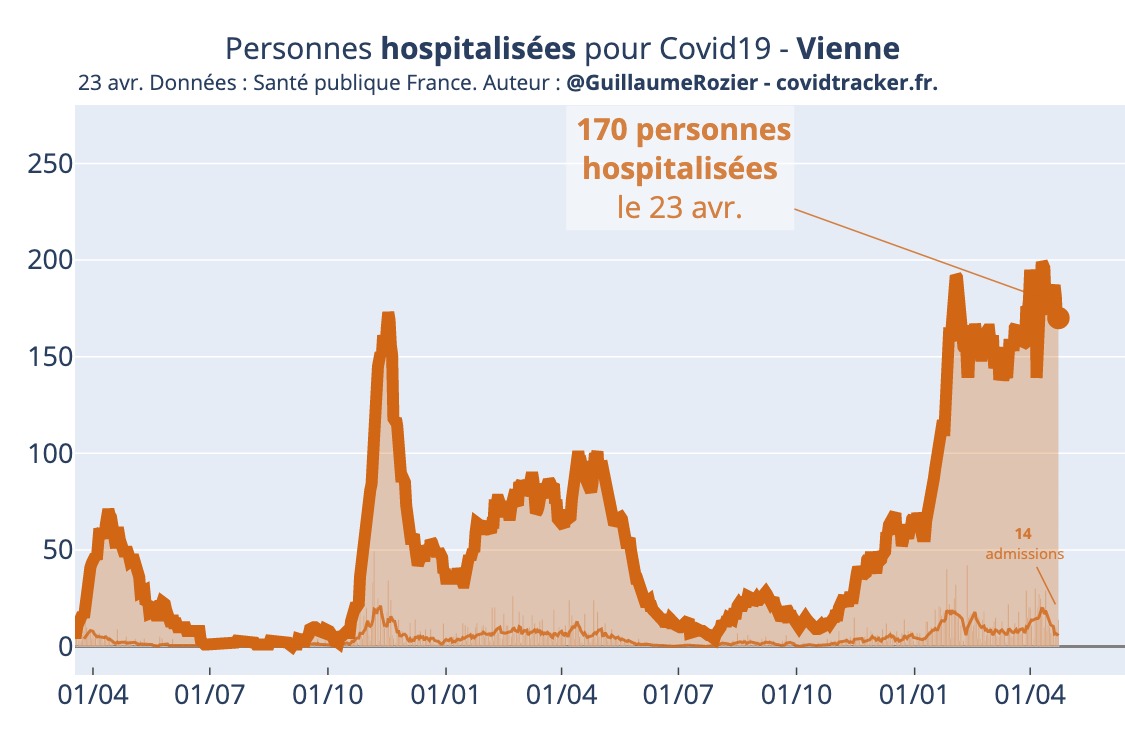 Personnes hospitalisées pour Covid19 - Vienne
23 avr. Données : Santé publique France. Auteur : @GuillaumeRozier - covidtracker.fr.
170 personnes
hospitalisées
le 23 avr.
250
200
150
100
50
0
14
admissions
01/04 01/07 01/10 01/01 01/04 01/07 01/10 01/01 01/04